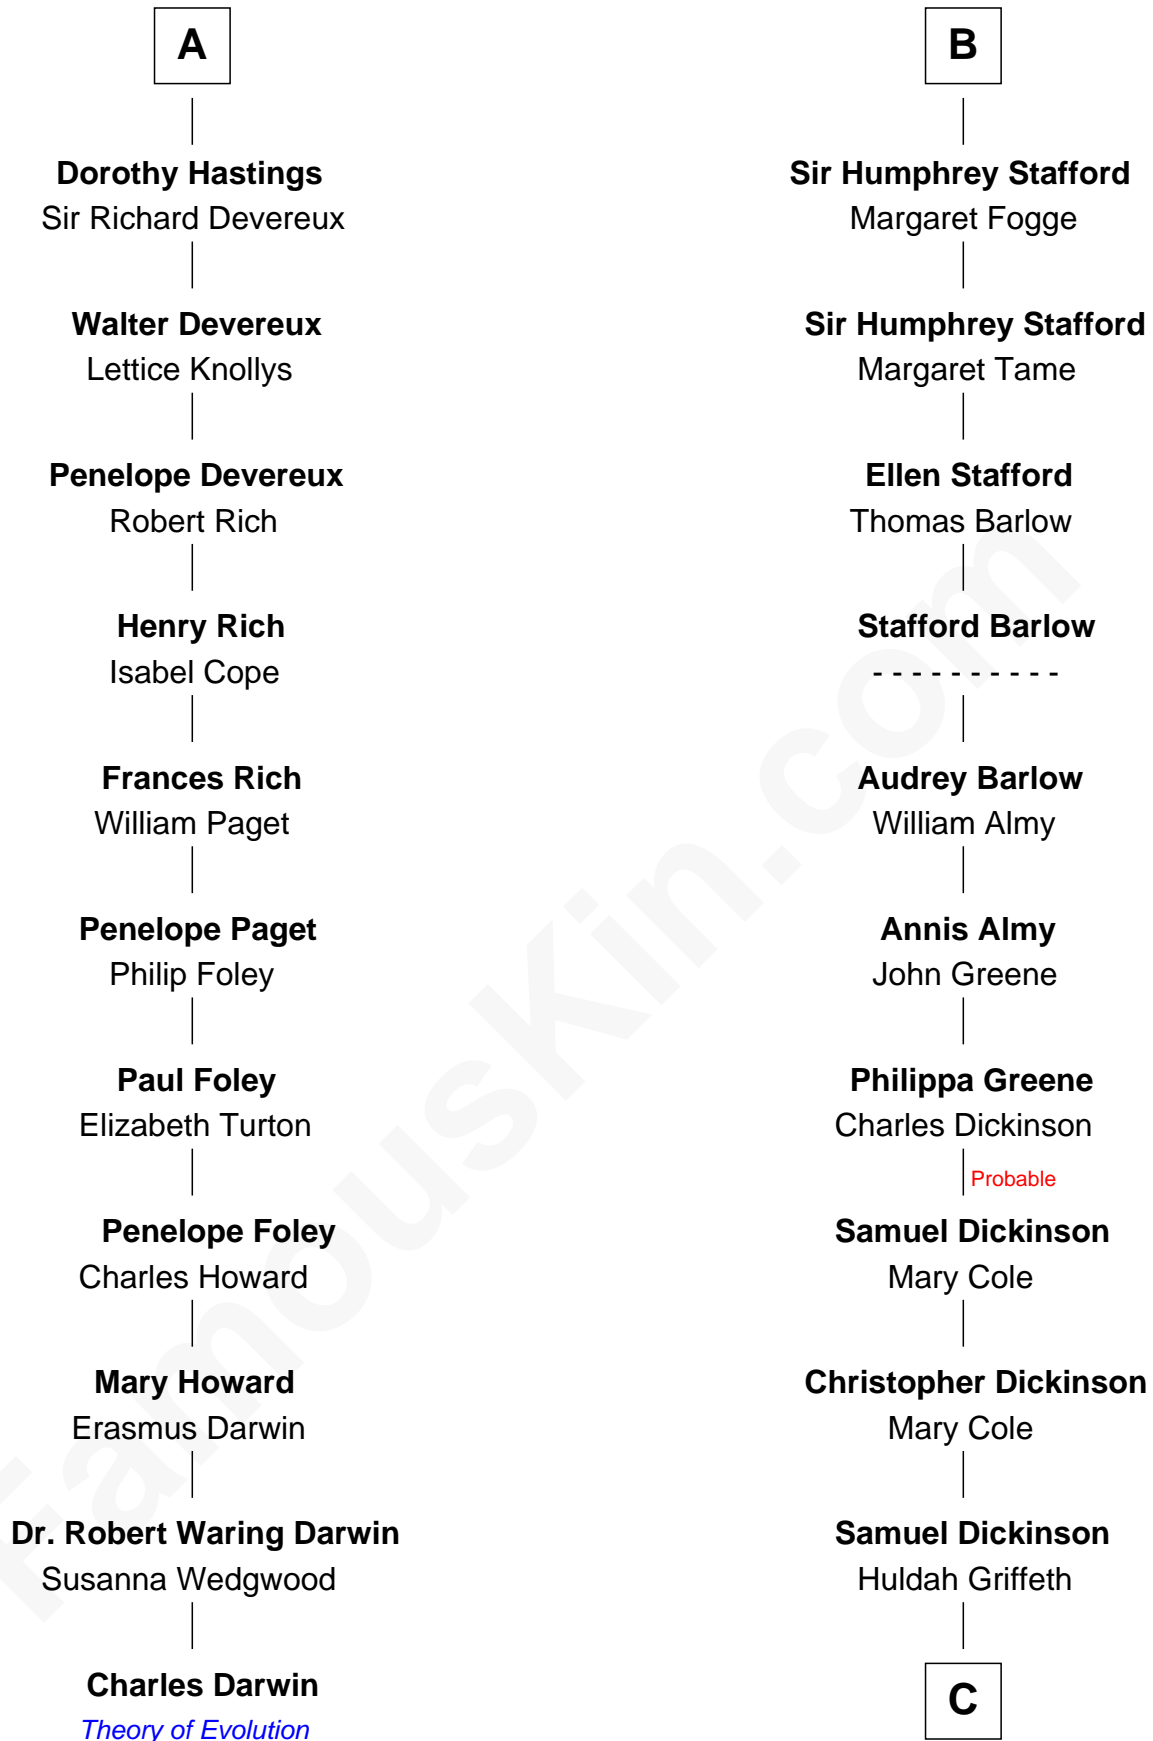 A
Dorothy Hastings
Sir Richard Devereux
Walter Devereux
Lettice Knollys
Penelope Devereux
Robert Rich
Henry Rich
Isabel Cope
Frances Rich
William Paget
Penelope Paget
Philip Foley
Paul Foley
Elizabeth Turton
Penelope Foley
Charles Howard
Mary Howard
Erasmus Darwin
Dr. Robert Waring Darwin
Susanna Wedgwood
Charles Darwin
Theory of Evolution
B
Sir Humphrey Stafford
Margaret Fogge
Sir Humphrey Stafford
Margaret Tame
Ellen Stafford
Thomas Barlow
Stafford Barlow
- - - - - - - - - -
Audrey Barlow
William Almy
Annis Almy
John Greene
Philippa Greene
Charles Dickinson
Probable
Samuel Dickinson
Mary Cole
Christopher Dickinson
Mary Cole
Samuel Dickinson
Huldah Griffeth
C
FamousKin.com